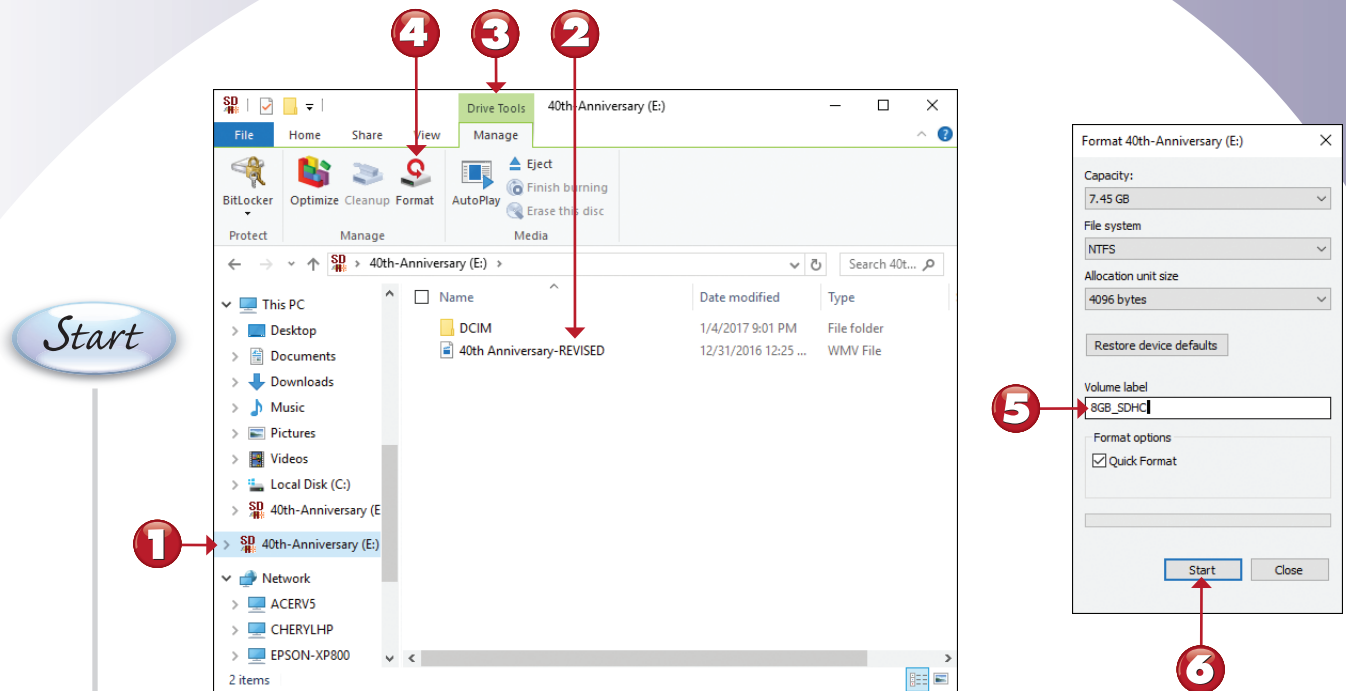 4 3 2
SD
Drive Tools 40th-Anniversary (E:)
File Home Share View Manage
BitLocker Optimize Cleanup Format AutoPlay Eject
Finish burning
Erase this disc
Protect Manage Media
SD 40th-Anniversary (E:) Search 40t...
This PC
Desktop
Documents
Downloads
Music
Pictures
Videos
Local Disk (C:)
SD 40th-Anniversary (E
SD 40th-Anniversary (E:)
Network
ACERV5
CHERYLHP
EPSON-XP800
2 items
Name Date modified Type
DCIM 1/4/2017 9:01 PM File folder
40th Anniversary-REVISED 12/31/2016 12:25 ... WMV File
Start
1
Format 40th-Anniversary (E:)
Capacity:
7.45 GB
File system
NTFS
Allocation unit size
4096 bytes
Restore device defaults
Volume label
5
8GB_SDHC
Format options
Quick Format
Start Close
6